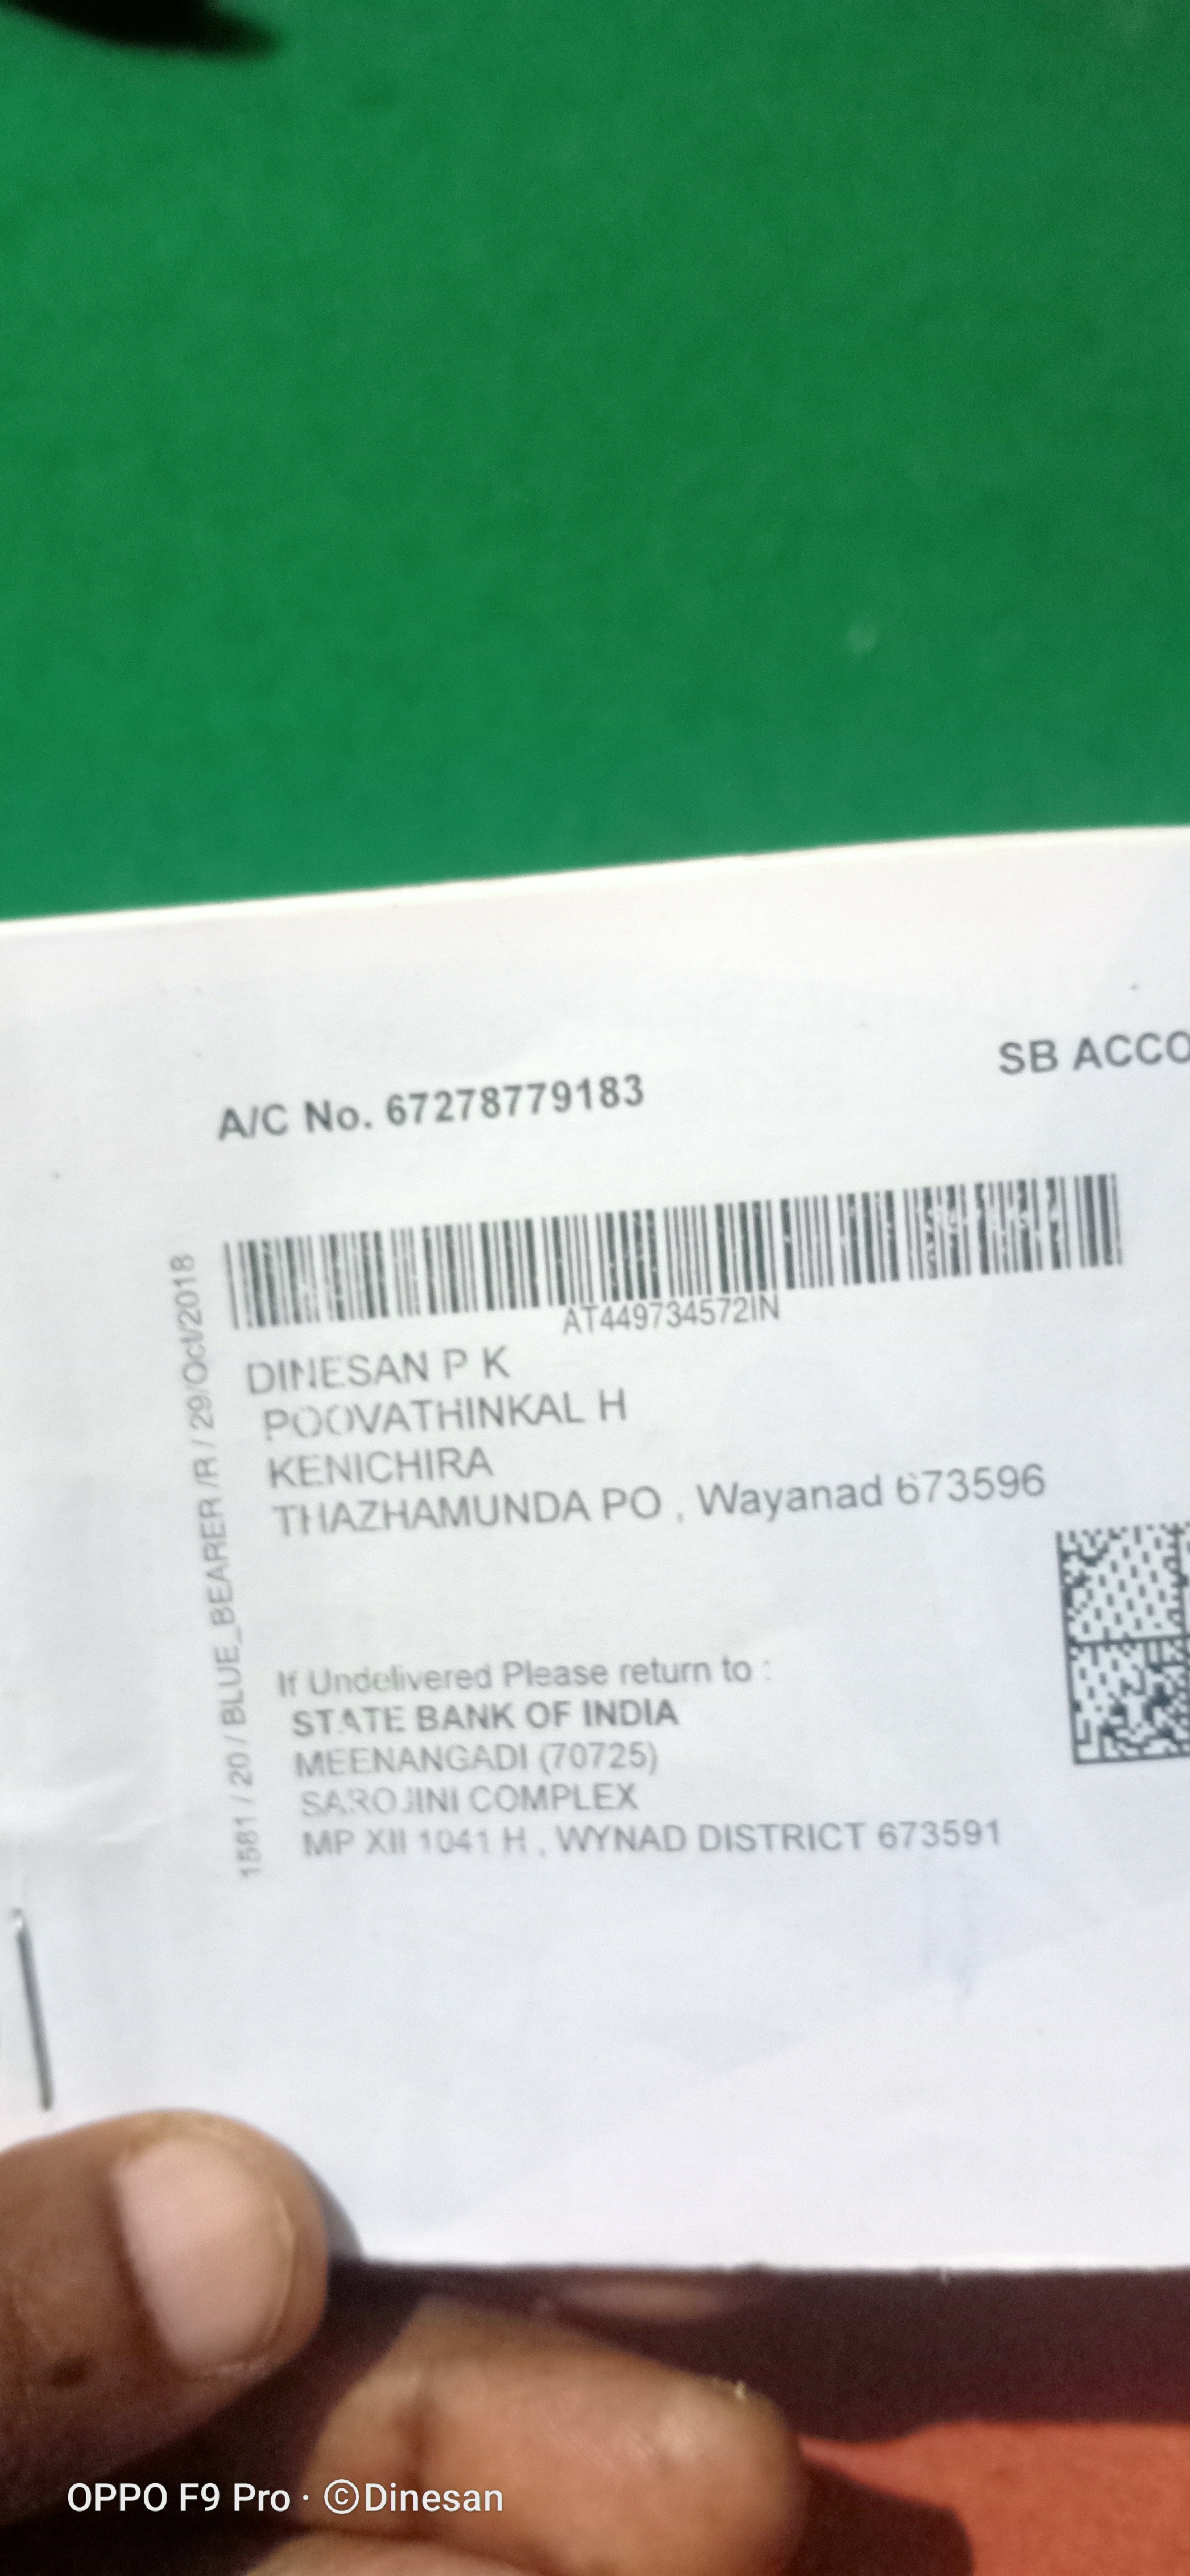 A/C No. 67278779183
SB ACCO
AT449734572IN
DINESAN P K
POOVATHINKAL H
KENICHIRA
THAZHAMUNDA PO , Wayanad 673596
1581 / 20 / BLUE_BEARER /R / 29/Oct/2018
If Undelivered Please return to :
STATE BANK OF INDIA
MEENANGADI (70725)
SAROJINI COMPLEX
MP XII 1041 H , WYNAD DISTRICT 673591
OPPO F9 Pro · ©Dinesan